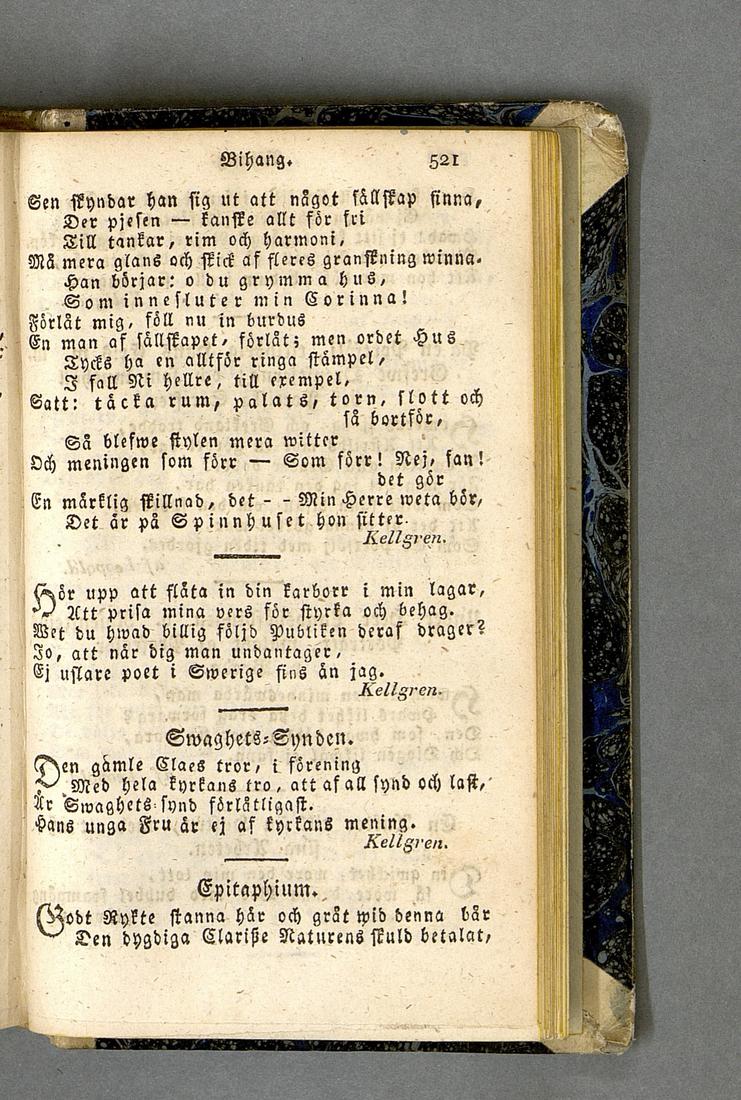 Bihang. 521
Sen skyndar han sig ut att något sällskap finna,
Der pjesen — kanske allt för fri
Till tankar, rim och harmoni,
Må mera glans och skick af fleres granskning winna.
Han börjar: o du grymma hus,
Som innesluter min Corinna!
Förlåt mig, föll nu in burdus
En man af sällskapet, förlåt; men ordet Hus
Tycks ha en alltför ringa stämpel,
I fall Ni hellre, till exempel,
Satt: täcka rum, palats, torn, slott och
så bortför,
Så blefwe stylen mera witter
Och meningen som förr — Som förr! Nej, fan!
det gör
En märklig skillnad, det - - Min Herre weta bör,
Det är på Spinnhuset hon sitter.
Kellgren.
Hör upp att fläta in din karborr i min lagar,
Att prisa mina vers för styrka och behag.
Wet du hwad billig följd Publiken deraf drager?
Jo, att når dig man undantager,
Ej uslare poet i Swerige fins än jag.
Kellgren.
Swaghets-Synden.
Den gamle Claes tror, i förening
Med hela kyrkans tro, att af all synd och last,
Är Swaghets-synd förlåtligast.
Hans unga Fru är ej af kyrkans mening.
Kellgren.
Epitaphium.
Godt Rykte stanna här och gråt wid denna bår
Den dygdiga Clariße Naturens skuld betalat,